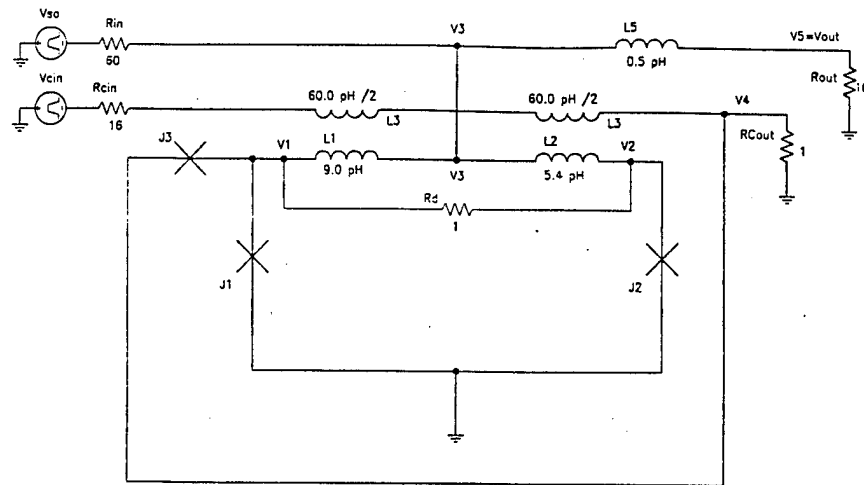 Vso
Rin
60
V3
L5
0.5 pH
V5=Vout
Rout
Vcin
Rcin
16
60.0 pH /2
L3
60.0 pH /2
L3
V4
RCout
1
J3
V1
L1
9.0 pH
V3
L2
5.4 pH
V2
Rd
1
J1
J2